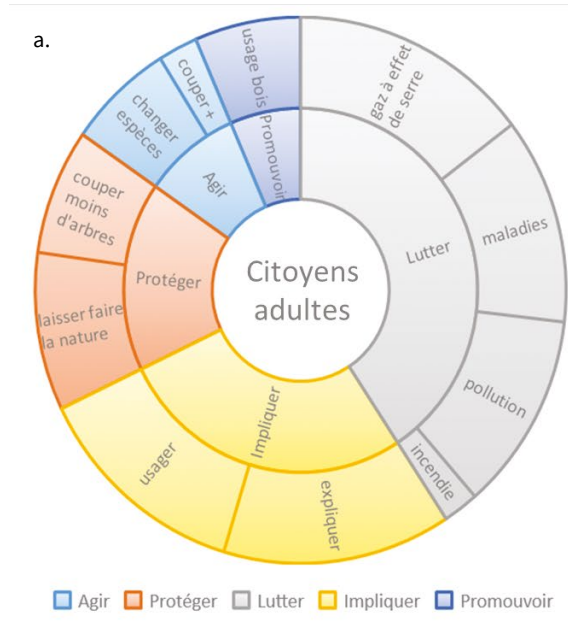 a.
Citoyens
adultes
Lutter
gaz à effet
de serre
maladies
pollution
incendie
Impliquer
expliquer
usager
Protéger
laisser faire
la nature
couper
moins
d'arbres
Agir
changer
espèces
couper +
Promouvoir
usage bois
Agir
Protéger
Lutter
Impliquer
Promouvoir